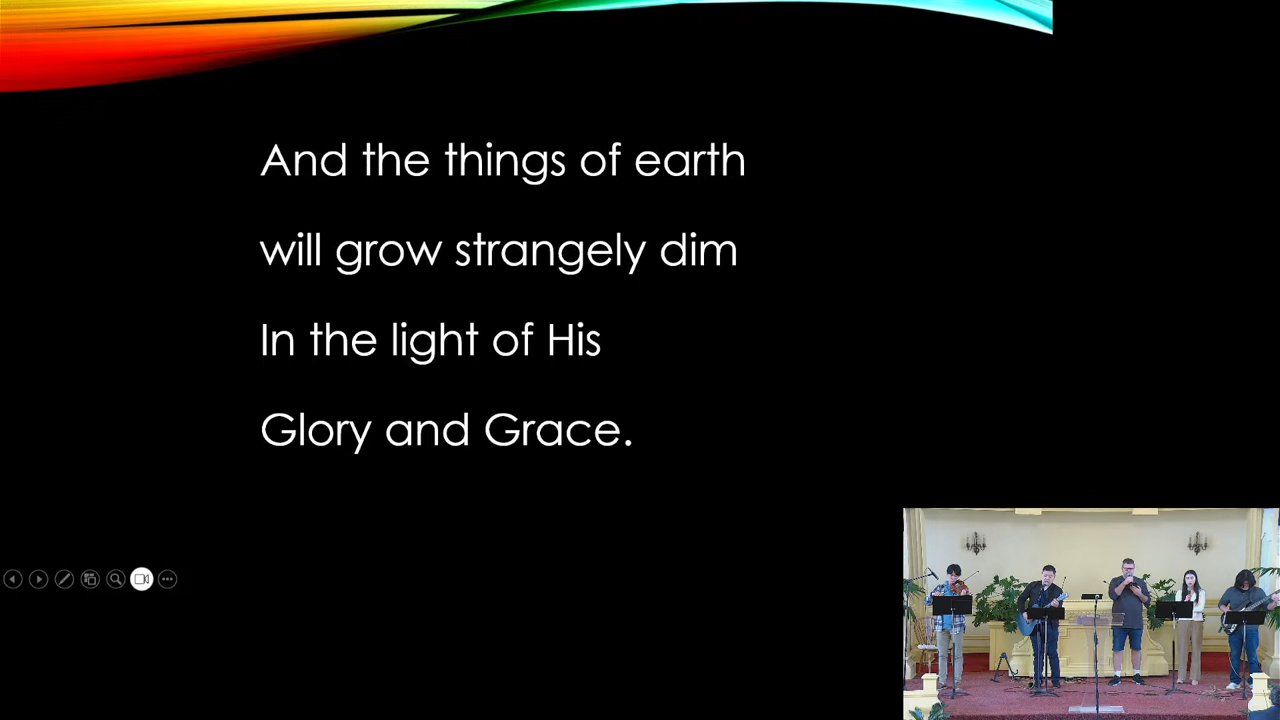 And the things of earth
will grow strangely dim
In the light of His
Glory and Grace.